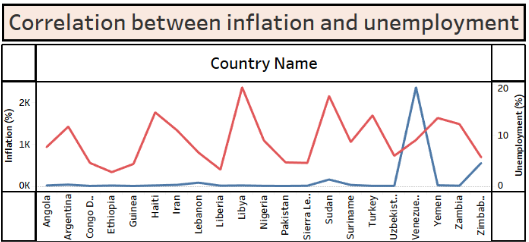 Correlation between inflation and unemployment
Country Name
Inflation (%)
2K
1K
0K
Unemployment (%)
20
10
0
Angola
Argentina
Congo D..
Ethiopia
Guinea
Haiti
Iran
Lebanon
Liberia
Libya
Nigeria
Pakistan
Sierra Le..
Sudan
Suriname
Turkey
Uzbekist..
Venezue..
Yemen
Zambia
Zimbab..